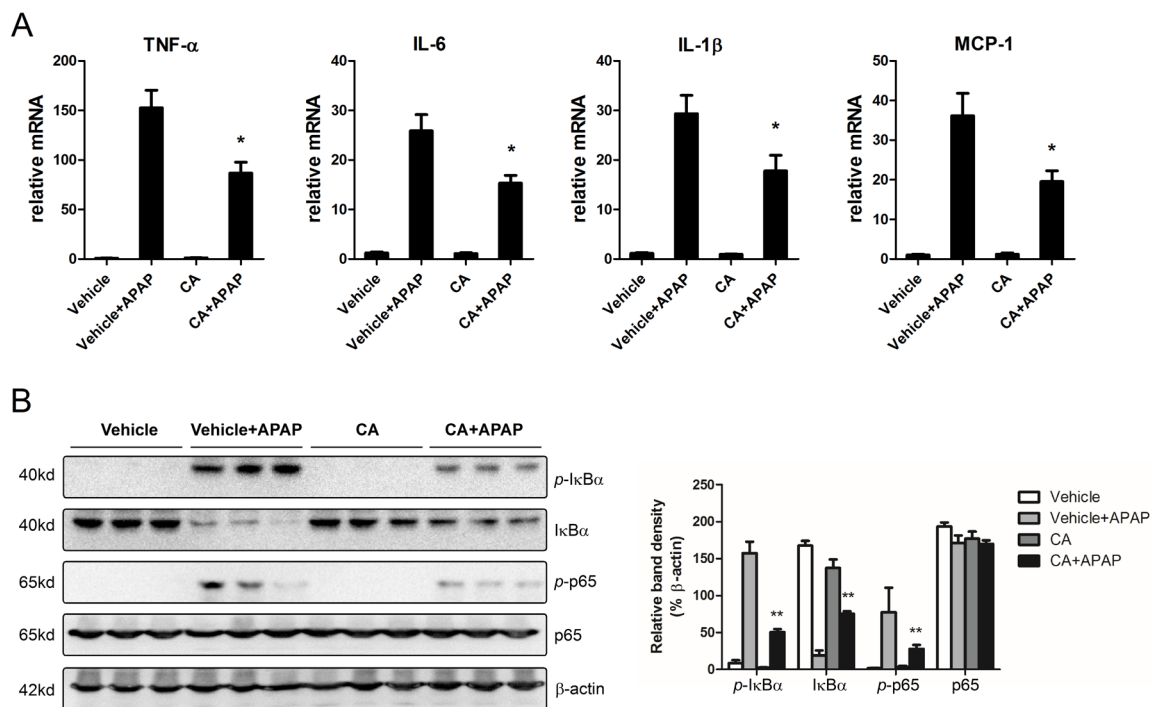 A
TNF-α
IL-6
IL-1β
MCP-1
relative mRNA
200
150
100
50
0
*
Vehicle
Vehicle+APAP
CA
CA+APAP
relative mRNA
40
30
20
10
0
*
Vehicle
Vehicle+APAP
CA
CA+APAP
relative mRNA
40
30
20
10
0
*
Vehicle
Vehicle+APAP
CA
CA+APAP
relative mRNA
50
40
30
20
10
0
*
Vehicle
Vehicle+APAP
CA
CA+APAP
B
Vehicle Vehicle+APAP CA CA+APAP
40kd p-IκBα
40kd IκBα
65kd p-p65
65kd p65
42kd β-actin
Relative band density
(% β-actin)
250
200
150
100
50
0
**
**
**
p-IκBα IκBα p-p65 p65
Vehicle
Vehicle+APAP
CA
CA+APAP